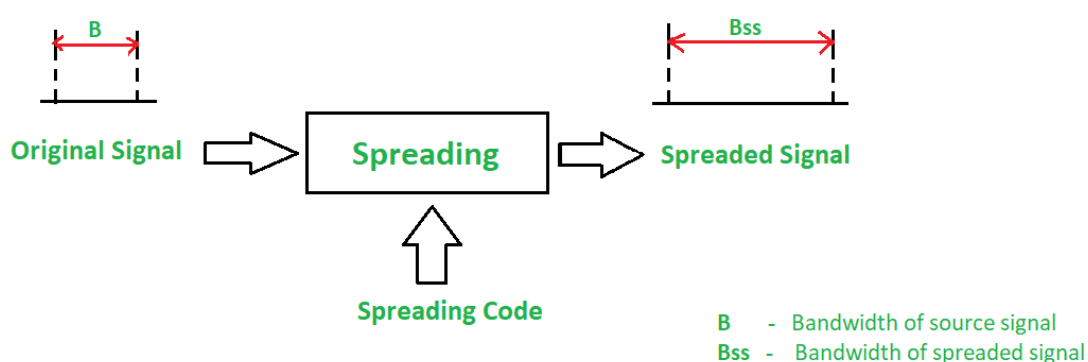 B
Bss
Original Signal
Spreading
Spreaded Signal
Spreading Code
B - Bandwidth of source signal
Bss - Bandwidth of spreaded signal